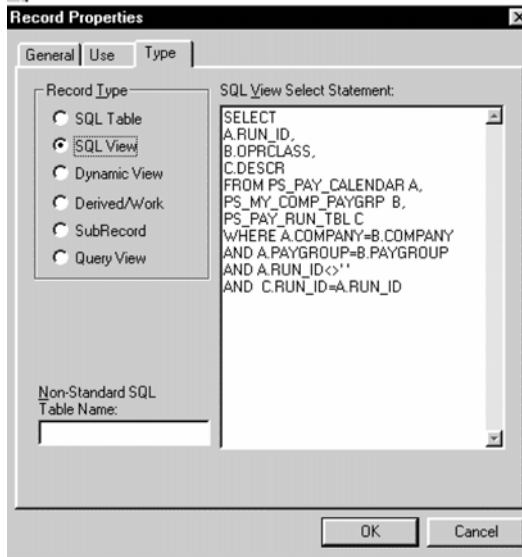 Record Properties
General Use Type
Record Type
SQL Table
SQL View
Dynamic View
Derived/Work
SubRecord
Query View
Non-Standard SQL
Table Name:
SQL View Select Statement:
SELECT
A.RUN_ID,
B.OPRCLASS,
C.DESCR
FROM PS_PAY_CALENDAR A,
PS_MY_COMP_PAYGRP B,
PS_PAY_RUN_TBL C
WHERE A.COMPANY=B.COMPANY
AND A.PAYGROUP=B.PAYGROUP
AND A.RUN_ID<>' '
AND C.RUN_ID=A.RUN_ID
OK Cancel